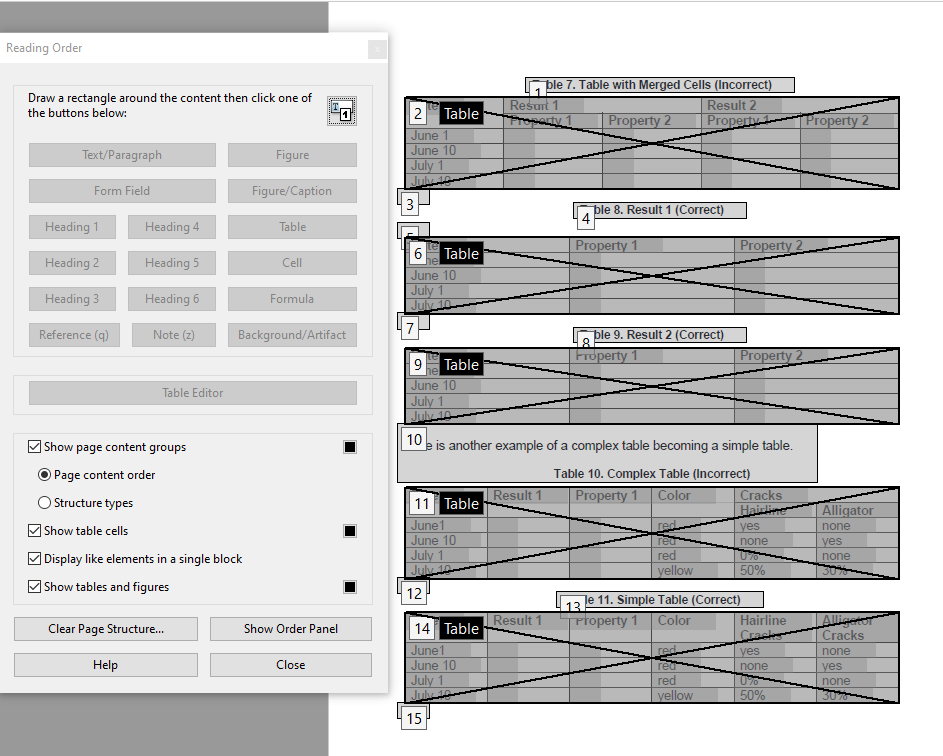 Reading Order
Draw a rectangle around the content then click one of
the buttons below:
Text/Paragraph Figure
Form Field Figure/Caption
Heading 1 Heading 4 Table
Heading 2 Heading 5 Cell
Heading 3 Heading 6 Formula
Reference (q) Note (z) Background/Artifact
Table Editor
Show page content groups
Page content order
Structure types
Show table cells
Display like elements in a single block
Show tables and figures
Clear Page Structure... Show Order Panel
Help Close
1 ble 7. Table with Merged Cells (Incorrect)
2 Table Result 1 Result 2
Property 1 Property 2 Property 1 Property 2
June 1
June 10
July 1
July 10
3
4 ble 8. Result 1 (Correct)
5
6 Table Property 1 Property 2
June 10
July 1
July 10
7
8 ble 9. Result 2 (Correct)
9 Table Property 1 Property 2
June 10
July 1
July 10
10 e is another example of a complex table becoming a simple table.
Table 10. Complex Table (Incorrect)
11 Table Result 1 Property 1 Color Cracks
Hairline Alligator
June1 red yes none
June 10 red none yes
July 1 red 0% none
July 10 yellow 50% 30%
12
13 le 11. Simple Table (Correct)
14 Table Result 1 Property 1 Color Hairline Alligator
Cracks Cracks
June1 red yes none
June 10 red none yes
July 1 red 0% none
July 10 yellow 50% 30%
15